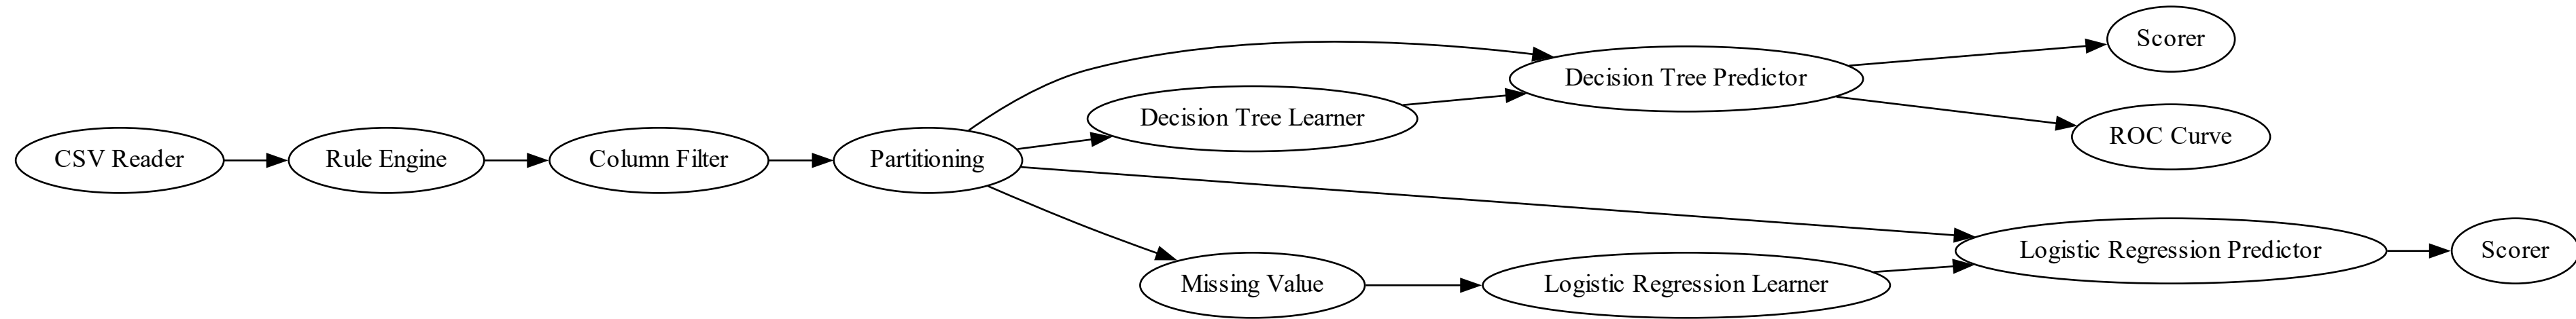 CSV Reader
Rule Engine
Column Filter
Partitioning
Decision Tree Learner
Decision Tree Predictor
Scorer
ROC Curve
Missing Value
Logistic Regression Learner
Logistic Regression Predictor
Scorer